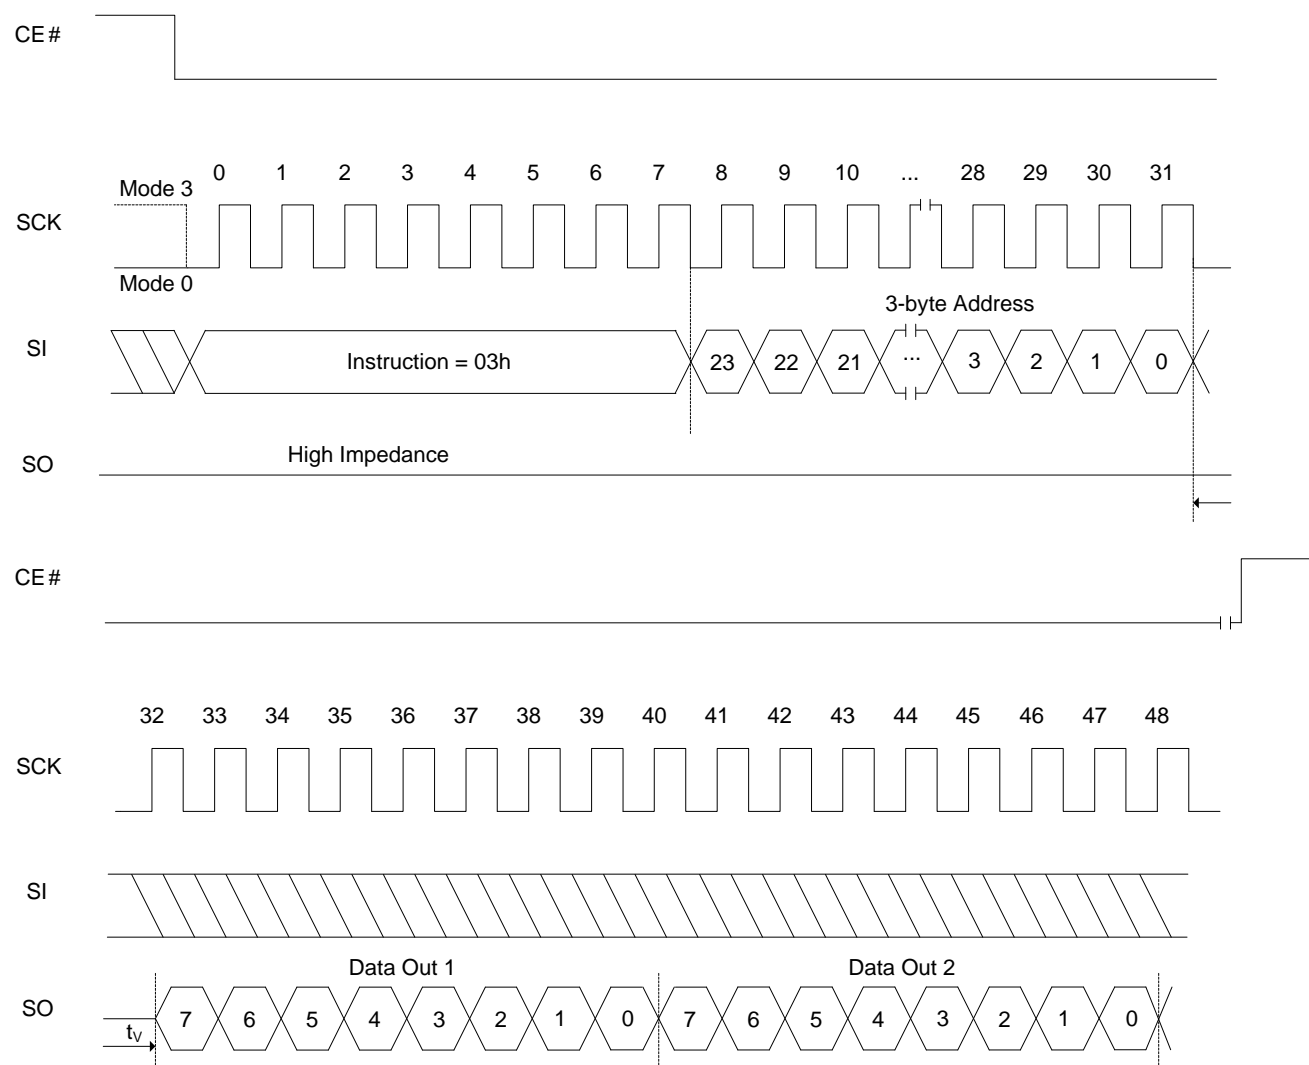 CE#
0 1 2 3 4 5 6 7 8 9 10 ... 28 29 30 31
Mode 3
SCK
Mode 0
3-byte Address
SI
Instruction = 03h
23 22 21 ... 3 2 1 0
High Impedance
SO
CE#
32 33 34 35 36 37 38 39 40 41 42 43 44 45 46 47 48
SCK
SI
Data Out 1
Data Out 2
SO
7 6 5 4 3 2 1 0 7 6 5 4 3 2 1 0
tV